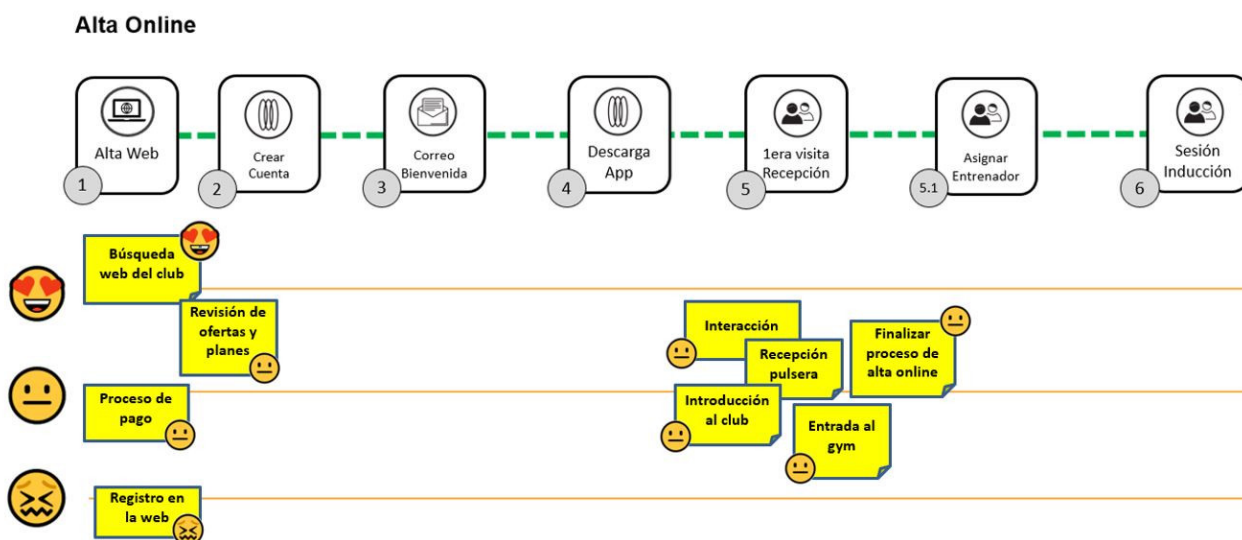 Alta Online
Alta Web
1
Crear
Cuenta
2
Correo
Bienvenida
3
Descarga
App
4
1era visita
Recepción
5
Asignar
Entrenador
5.1
Sesión
Inducción
6
Búsqueda
web del club
Revisión de
ofertas y
planes
Proceso de
pago
Registro en
la web
Interacción
Recepción
pulsera
Introducción
al club
Entrada al
gym
Finalizar
proceso de
alta online